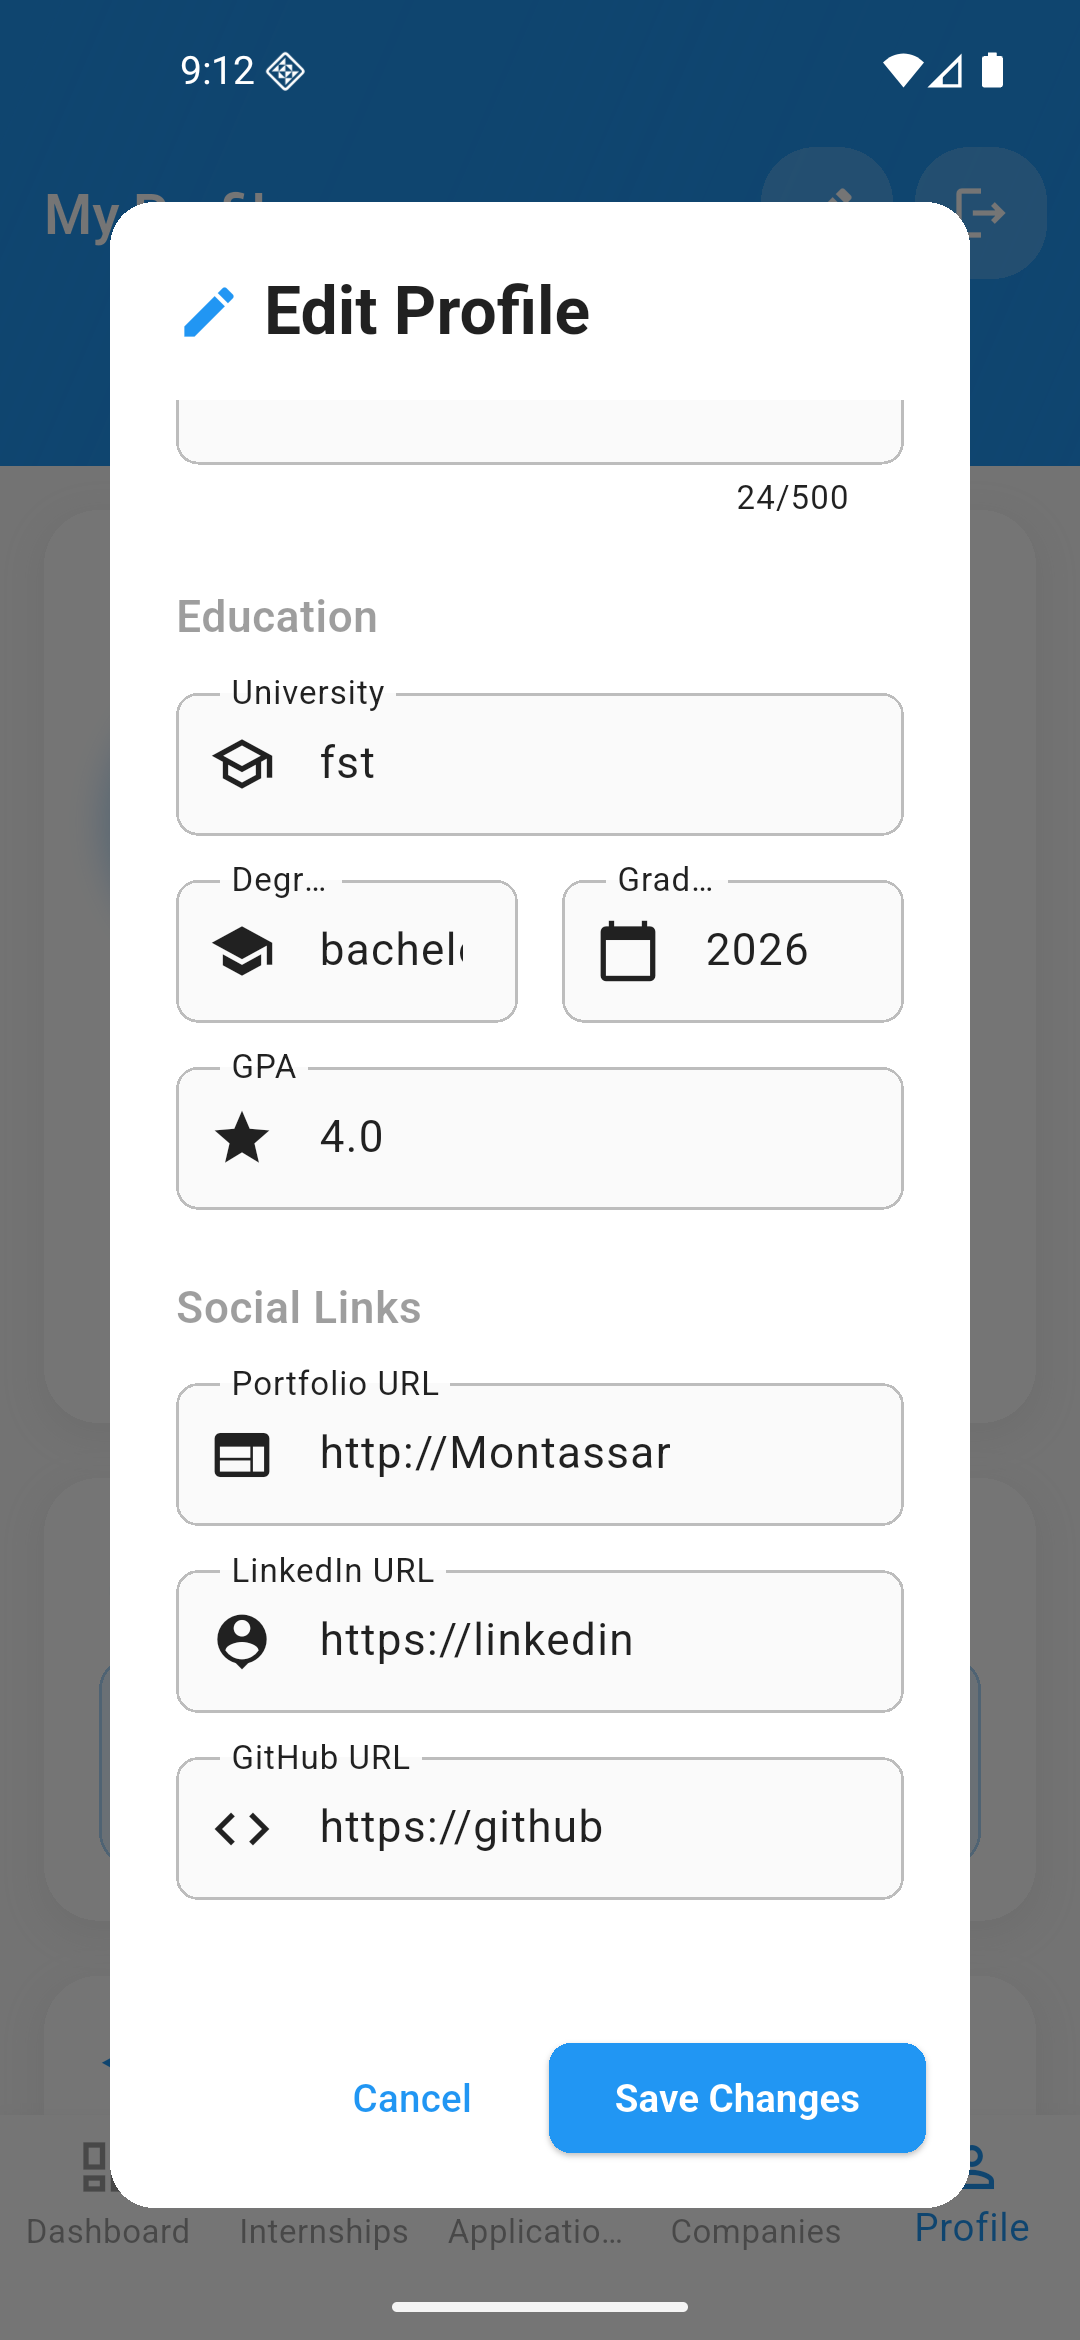 9:12
My
Edit Profile
24/500
Education
University
fst
Degr...
Grad...
bachel
2026
GPA
4.0
Social Links
Portfolio URL
http://Montassar
LinkedIn URL
https://linkedin
GitHub URL
https://github
Cancel
Save Changes
Dashboard
Internships
Applicatio...
Companies
Profile